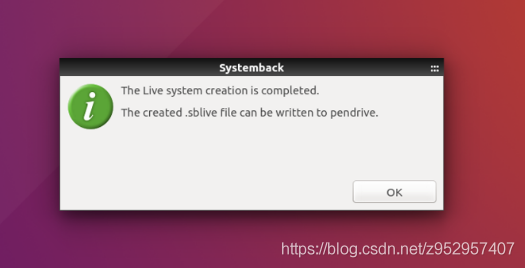 Systemback
The Live system creation is completed.
The created .sblive file can be written to pendrive.
OK
https://blog.csdn.net/z952957407